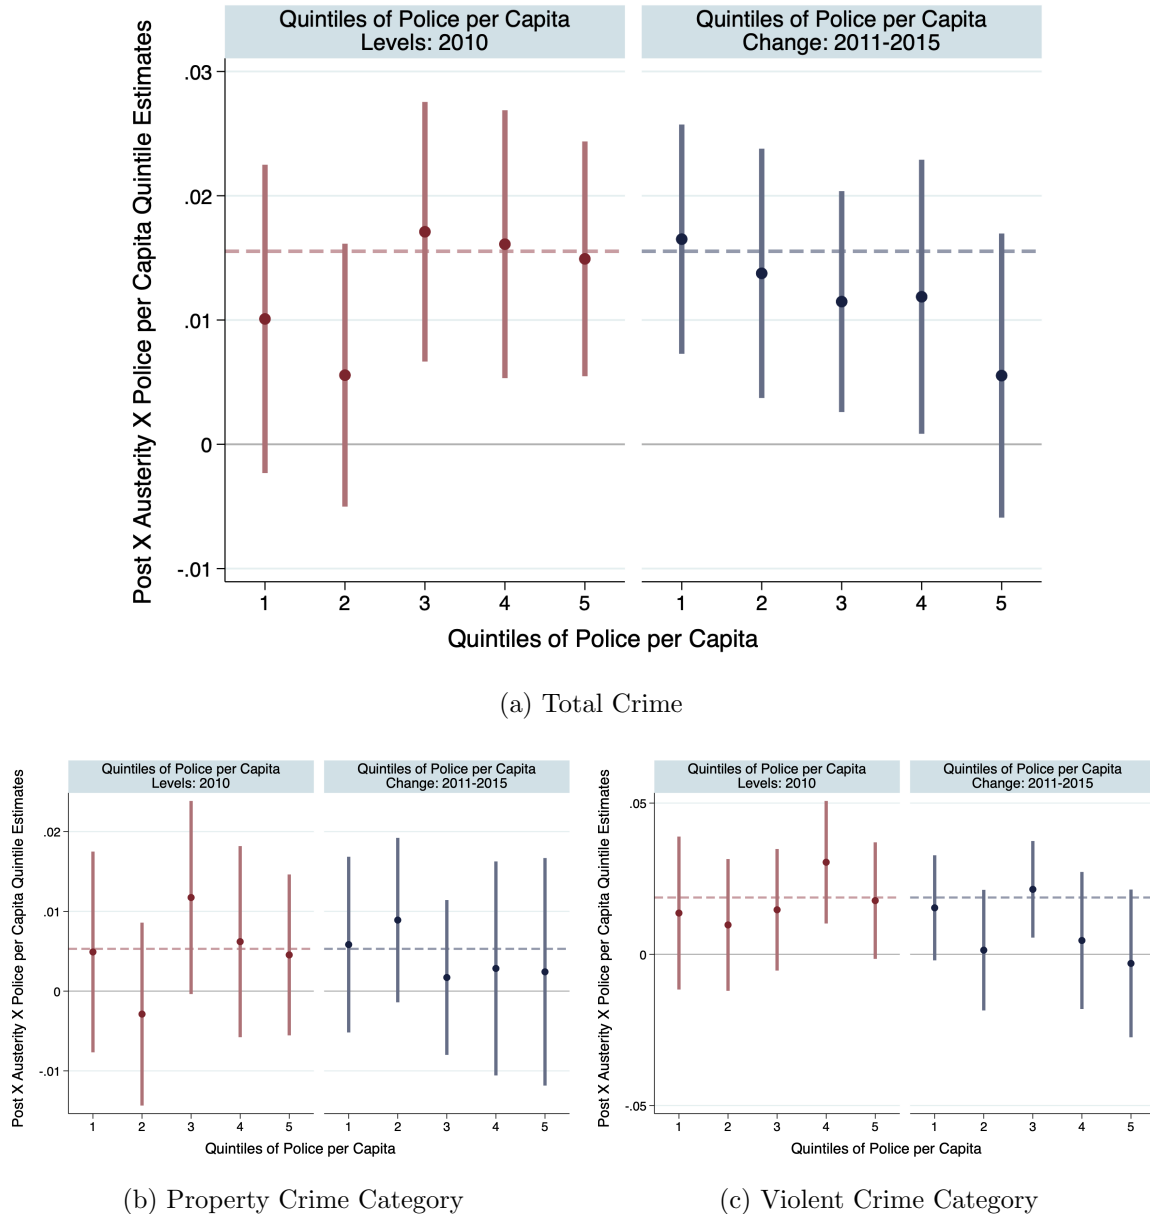 Quintiles of Police per Capita
Levels: 2010
Quintiles of Police per Capita
Change: 2011-2015
Post X Austerity X Police per Capita Quintile Estimates
.03
.02
.01
0
-.01
1 2 3 4 5
1 2 3 4 5
Quintiles of Police per Capita
(a) Total Crime
Quintiles of Police per Capita
Levels: 2010
Quintiles of Police per Capita
Change: 2011-2015
Post X Austerity X Police per Capita Quintile Estimates
.02
.01
0
-.01
1 2 3 4 5
1 2 3 4 5
Quintiles of Police per Capita
(b) Property Crime Category
Quintiles of Police per Capita
Levels: 2010
Quintiles of Police per Capita
Change: 2011-2015
Post X Austerity X Police per Capita Quintile Estimates
.05
0
-.05
1 2 3 4 5
1 2 3 4 5
Quintiles of Police per Capita
(c) Violent Crime Category